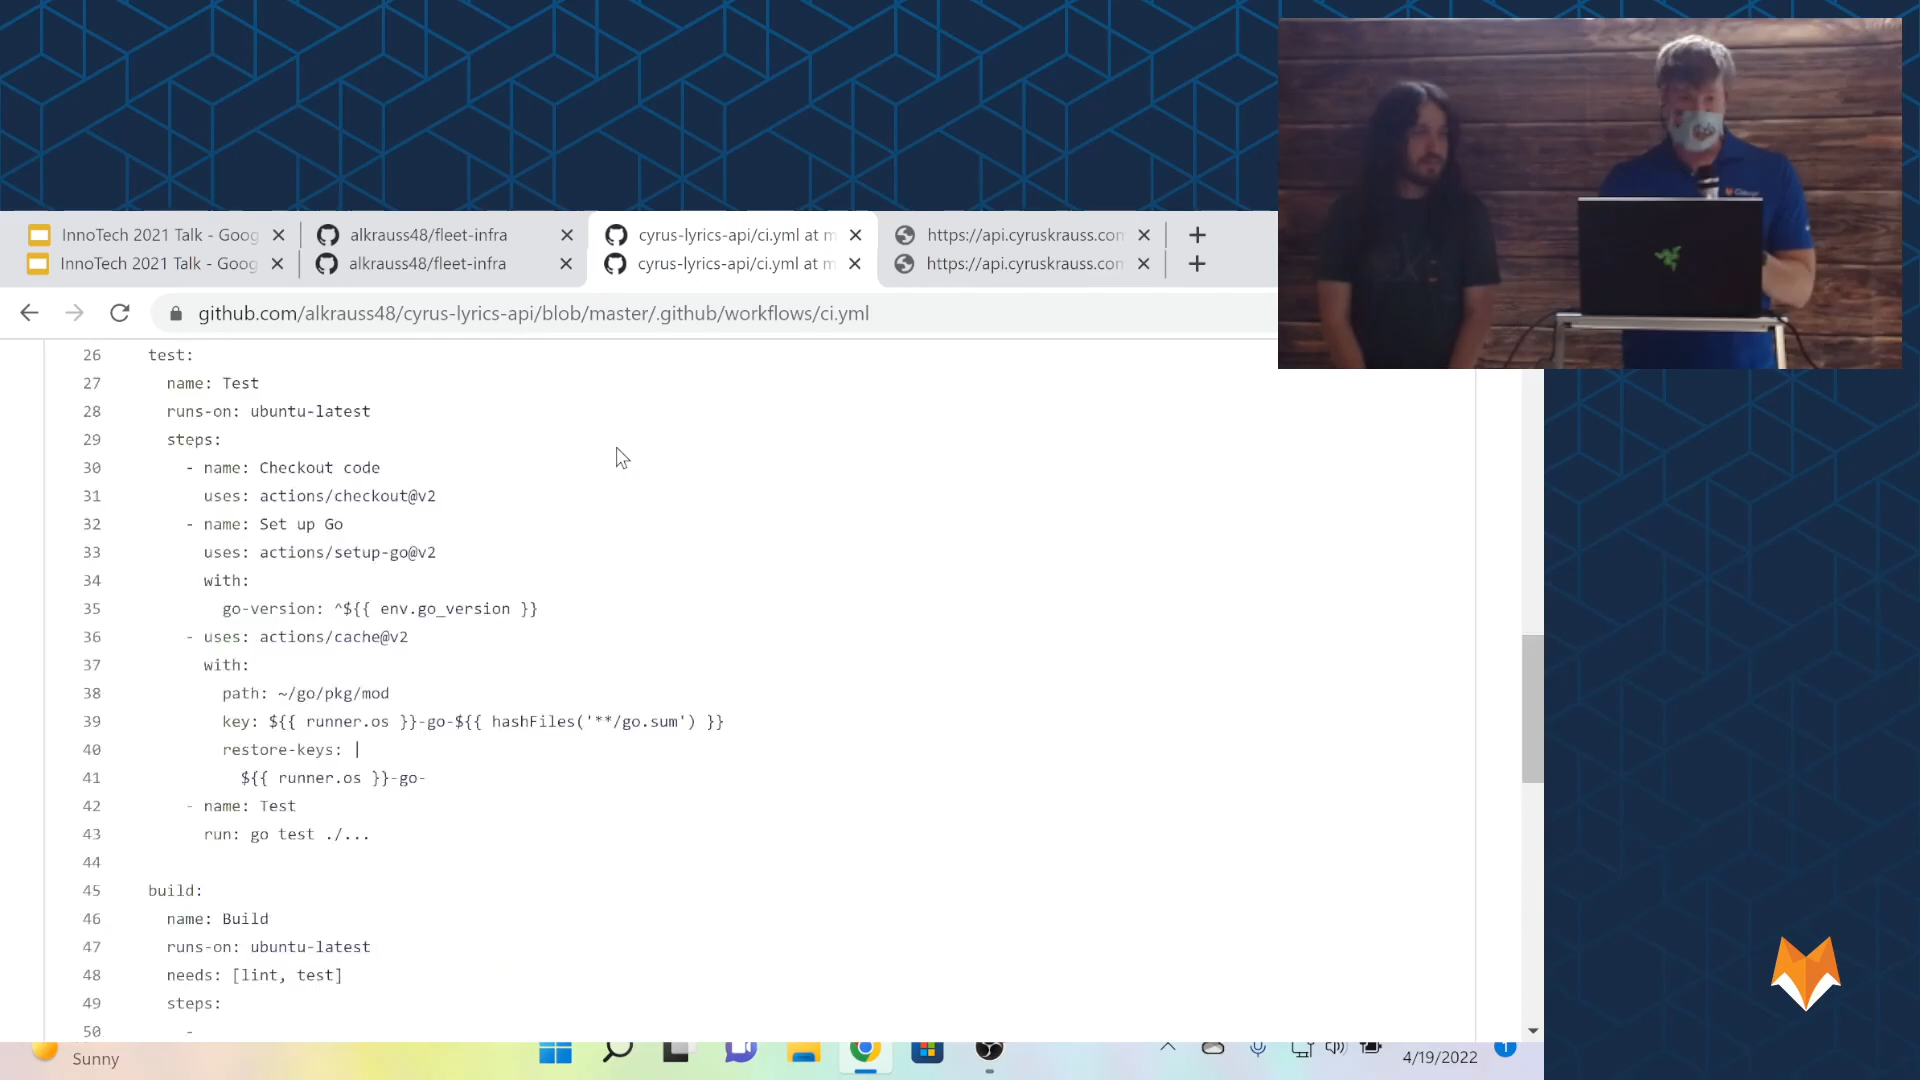 InnoTech 2021 Talk - Goog
alkrauss48/fleet-infra
cyrus-lyrics-api/ci.yml at m
https://api.cyruskrauss.con
InnoTech 2021 Talk - Goog
alkrauss48/fleet-infra
cyrus-lyrics-api/ci.yml at m
https://api.cyruskrauss.con
github.com/alkrauss48/cyrus-lyrics-api/blob/master/.github/workflows/ci.yml
26 test:
27 name: Test
28 runs-on: ubuntu-latest
29 steps:
30 - name: Checkout code
31 uses: actions/checkout@v2
32 - name: Set up Go
33 uses: actions/setup-go@v2
34 with:
35 go-version: ^${{ env.go_version }}
36 - uses: actions/cache@v2
37 with:
38 path: ~/go/pkg/mod
39 key: ${{ runner.os }}-go-${{ hashFiles('**/go.sum') }}
40 restore-keys: |
41 ${{ runner.os }}-go-
42 - name: Test
43 run: go test ./...
44
45 build:
46 name: Build
47 runs-on: ubuntu-latest
48 needs: [lint, test]
49 steps:
50 -
Sunny
4/19/2022
1